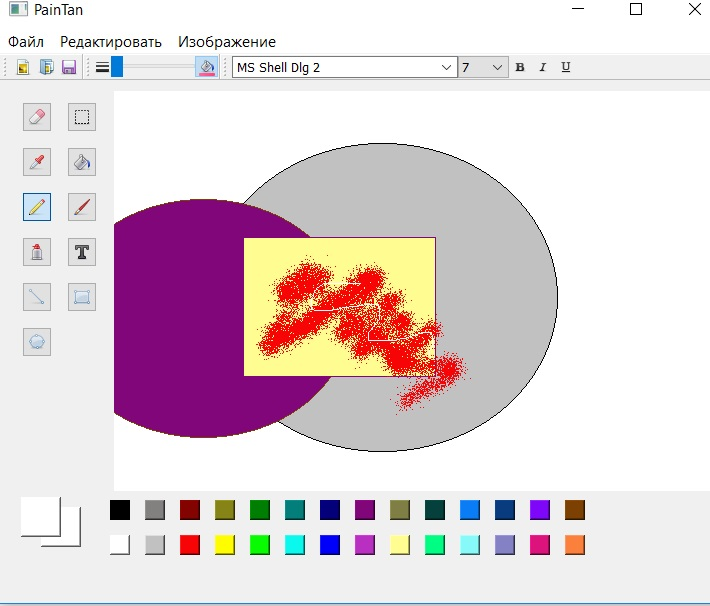 PainTan
Файл Редактировать Изображение
MS Shell Dlg 2 7 B I U
T